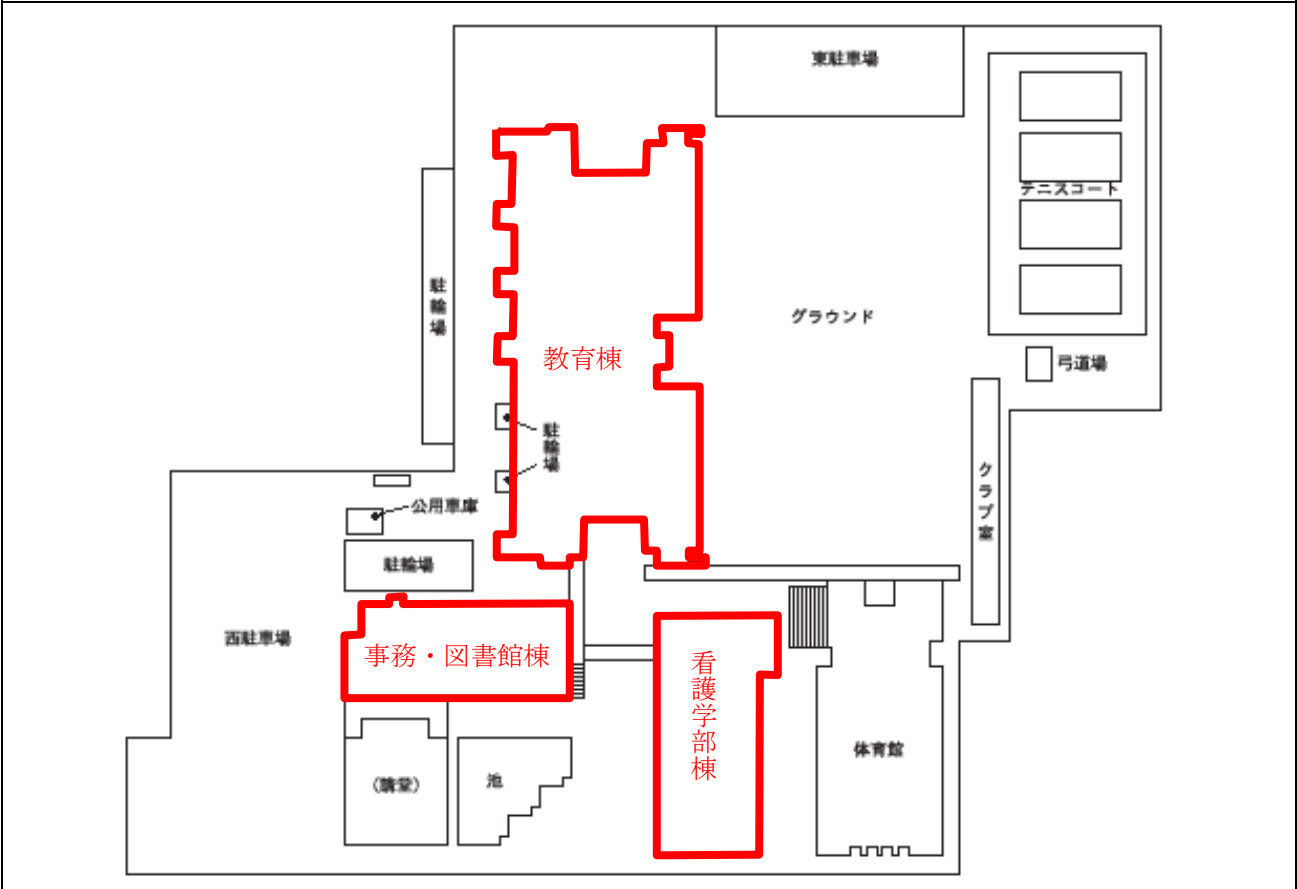 東駐車場
テニスコート
駐輪場
グラウンド
教育棟
弓道場
駐輪場
クラブ室
公用車庫
駐輪場
西駐車場
事務・図書館棟
看護学部棟
体育館
(講堂)
池